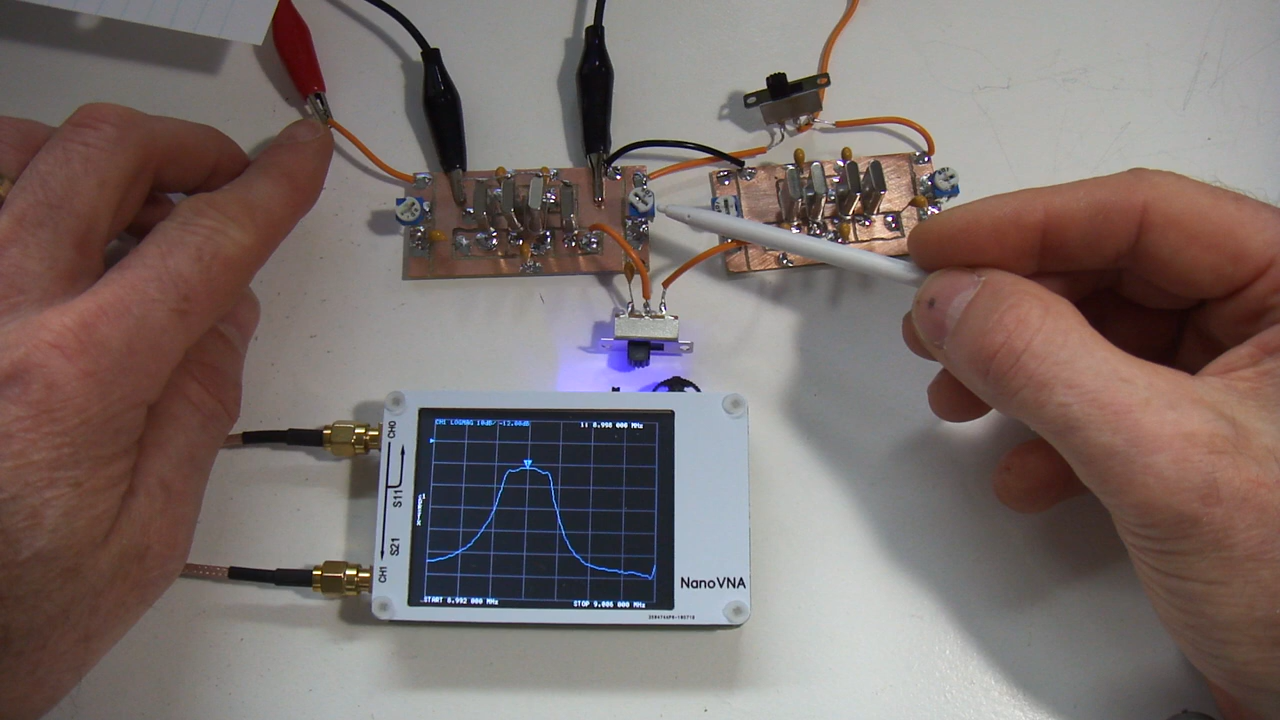 CH1 LOGMAG 10dB/ -12.00dB
1: 8.998 000 MHz
CH0
S11
S21
CH1
START 8.992 000 MHz
STOP 9.006 000 MHz
NanoVNA